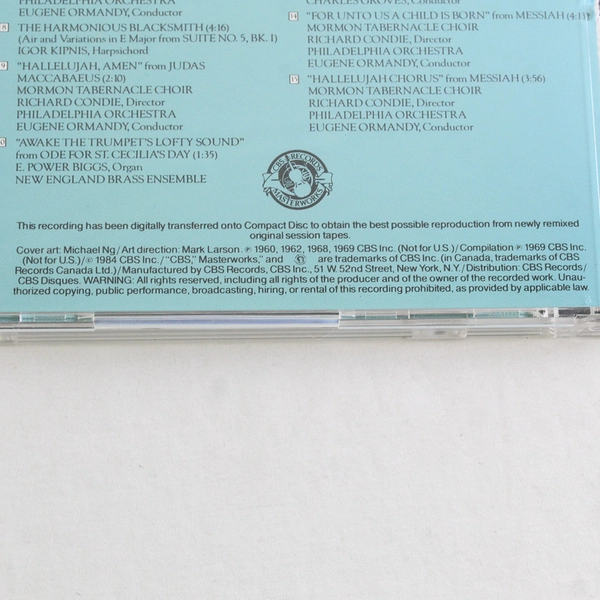 PHILADELPHIA ORCHESTRA
EUGENE ORMANDY, Conductor
8 THE HARMONIOUS BLACKSMITH (4:16)
(Air and Variations in E Major from SUITE NO. 5, BK. 1)
IGOR KIPNIS, Harpsichord
9 "HALLELUJAH, AMEN" from JUDAS
MACCABAEUS (2:10)
MORMON TABERNACLE CHOIR
RICHARD CONDIE, Director
PHILADELPHIA ORCHESTRA
EUGENE ORMANDY, Conductor
"AWAKE THE TRUMPET'S LOFTY SOUND"
from ODE FOR ST. CECILIA'S DAY (1:35)
E. POWER BIGGS, Organ
NEW ENGLAND BRASS ENSEMBLE
CHARLES GROVES, Conductor
14 "FOR UNTO US A CHILD IS BORN" from MESSIAH (4:11)
MORMON TABERNACLE CHOIR
RICHARD CONDIE, Director
PHILADELPHIA ORCHESTRA
EUGENE ORMANDY, Conductor
15 "HALLELUJAH CHORUS" from MESSIAH (3:56)
MORMON TABERNACLE CHOIR
RICHARD CONDIE, Director
PHILADELPHIA ORCHESTRA
EUGENE ORMANDY, Conductor
CBS RECORDS
MASTERWORKS
This recording has been digitally transferred onto Compact Disc to obtain the best possible reproduction from newly remixed
original session tapes.
Cover art: Michael Ng/Art direction: Mark Larson. ℗ 1960, 1962, 1968, 1969 CBS Inc. (Not for U.S.)/Compilation ℗ 1969 CBS Inc.
(Not for U.S.)/© 1984 CBS Inc./"CBS," Masterworks," and are trademarks of CBS Inc. (in Canada, trademarks of CBS
Records Canada Ltd.)/Manufactured by CBS Records, CBS Inc., 51 W. 52nd Street, New York, N.Y./Distribution: CBS Records/
CBS Disques. WARNING: All rights reserved, including all rights of the producer and of the owner of the recorded work. Unau-
thorized copying, public performance, broadcasting, hiring, or rental of this recording prohibited, as provided by applicable law.